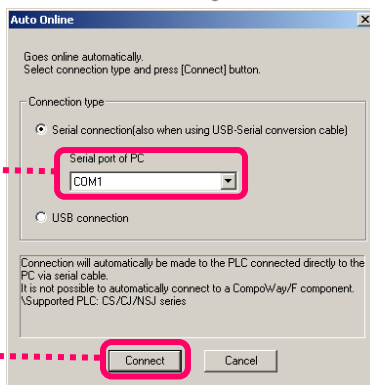 Auto Online
Goes online automatically.
Select connection type and press [Connect] button.
Connection type
Serial connection(also when using USB-Serial conversion cable)
Serial port of PC
COM1
USB connection
Connection will automatically be made to the PLC connected directly to the
PC via serial cable.
It is not possible to automatically connect to a CompoWay/F component.
\Supported PLC: CS/CJ/NSJ series
Connect
Cancel